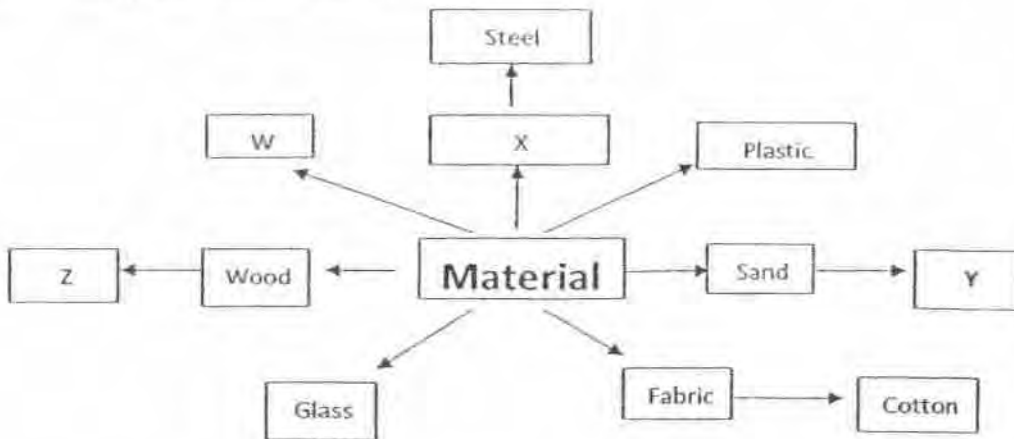 Steel
W
X
Plastic
Z
Wood
Material
Sand
Y
Glass
Fabric
Cotton